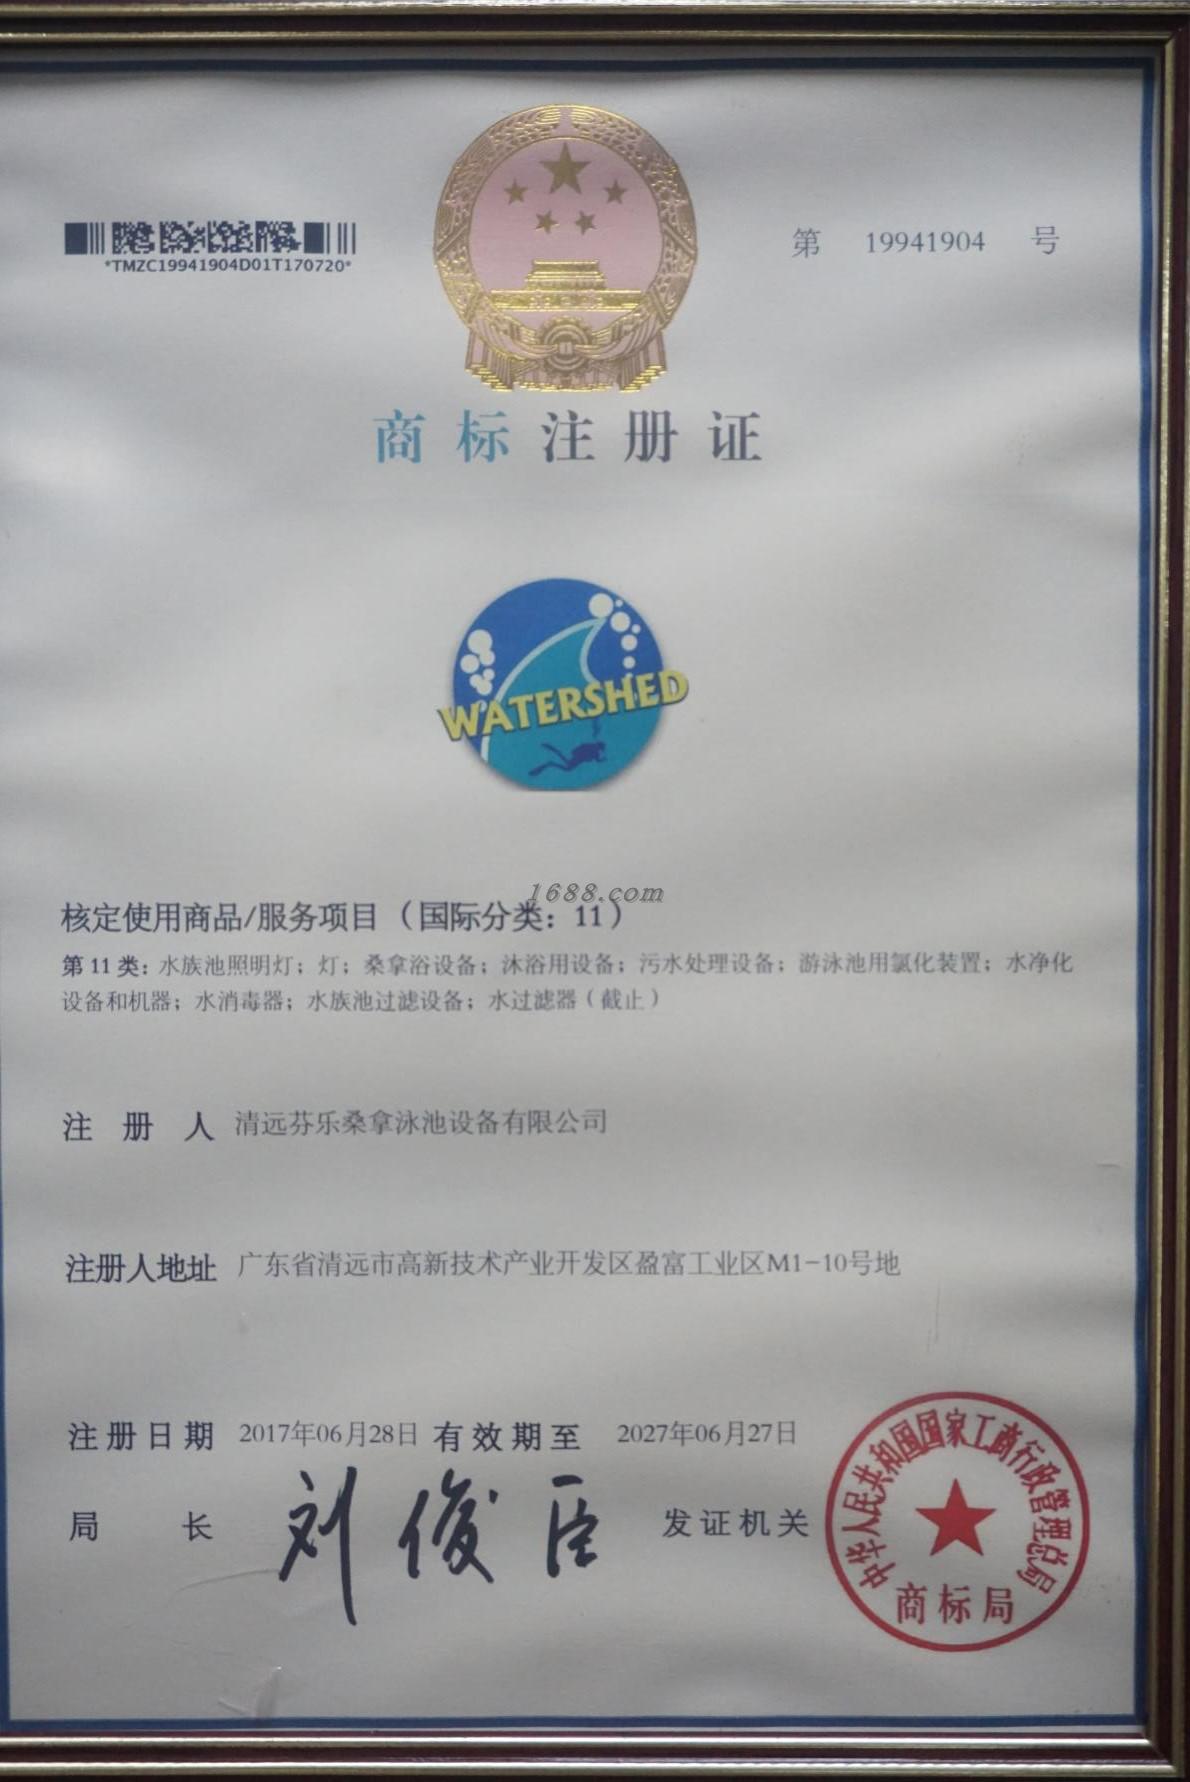 *TMZC19941904D01T170720*
第 19941904 号
商标注册证
WATERSHED
1688.com
核定使用商品/服务项目（国际分类：11）
第11类：水族池照明灯；灯；桑拿浴设备；沐浴用设备；污水处理设备；游泳池用氯化装置；水净化
设备和机器；水消毒器；水族池过滤设备；水过滤器（截止）
注册人 清远芬乐桑拿泳池设备有限公司
注册人地址 广东省清远市高新技术产业开发区盈富工业区M1-10号地
注册日期 2017年06月28日 有效期至 2027年06月27日
局长 刘俊臣 发证机关
中华人民共和国国家工商行政管理总局
商标局